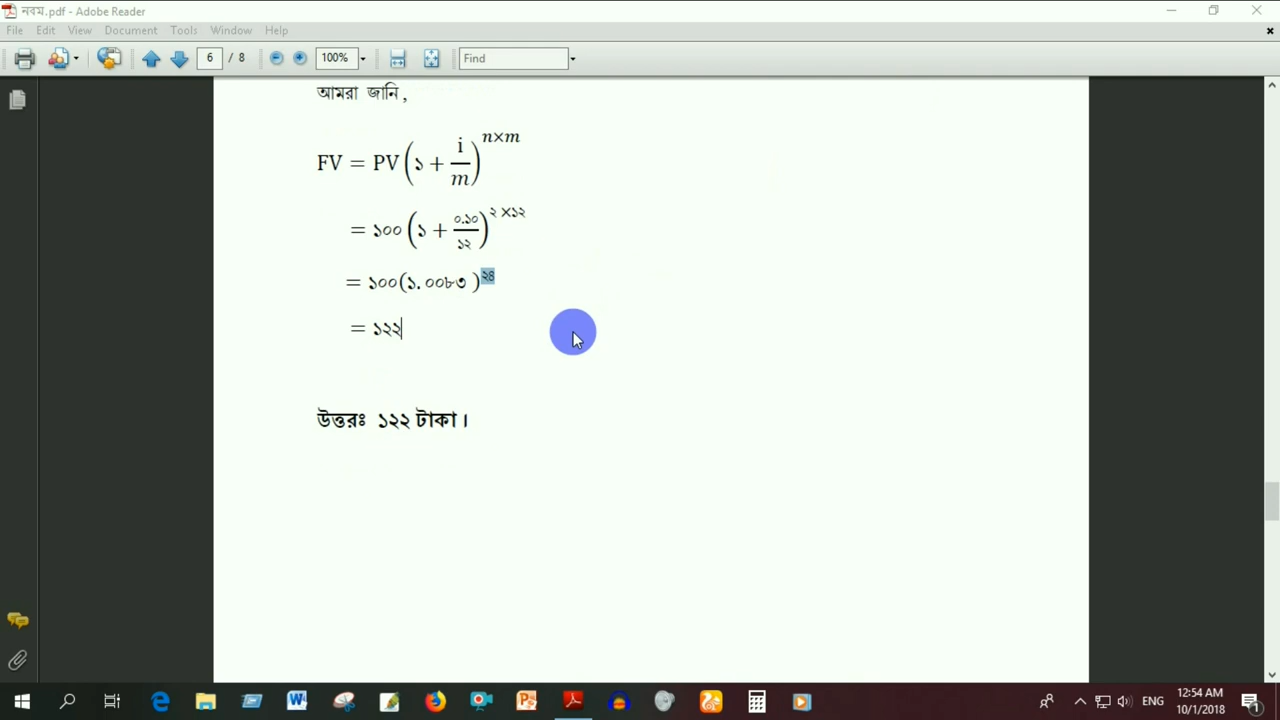 নবম.pdf - Adobe Reader
File Edit View Document Tools Window Help
6 / 8 100% Find
আমরা জানি,
FV = PV(১ + i/m)^n×m
= ১০০ (১ + ০.১০/১২)^২ ×১২
= ১০০(১.০০৮৩ )^২৪
= ১২২
উত্তরঃ ১২২ টাকা।
ENG
12:54 AM
10/1/2018
1